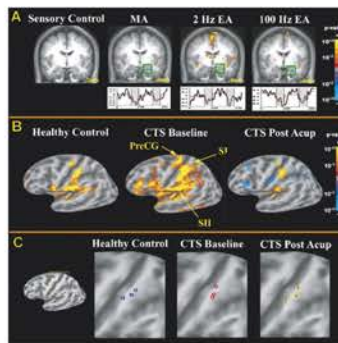 A
Sensory Control MA 2 Hz EA 100 Hz EA
B
Healthy Control CTS Baseline CTS Post Acup
PreCG SI
SII
C
Healthy Control CTS Baseline CTS Post Acup